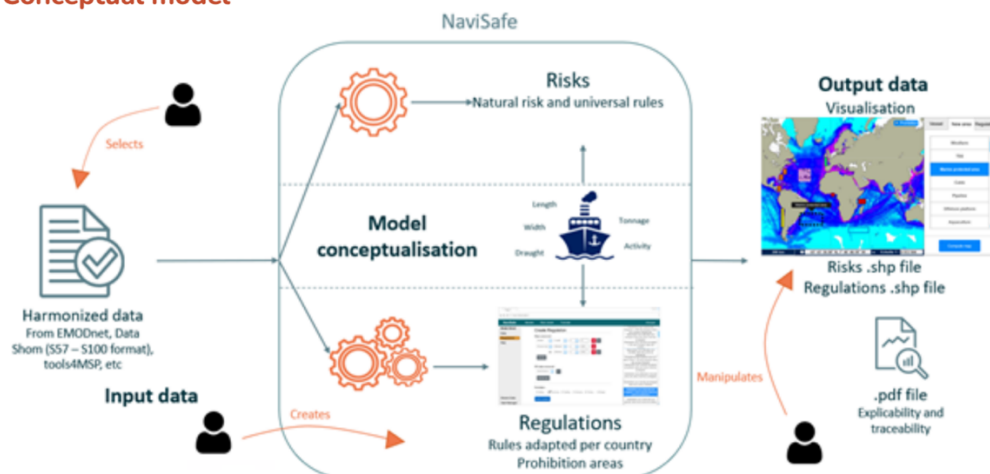 Conceptual model
NaviSafe
Risks
Natural risk and universal rules
Selects
Model
conceptualisation
Length
Width
Draught
Tonnage
Activity
Harmonized data
From EMODnet, Data
Shom (S57 – S100 format),
tools4MSP, etc
Input data
Creates
Create Regulation
Regulations
Rules adapted per country
Prohibition areas
Output data
Visualisation
Risks .shp file
Regulations .shp file
Manipulates
.pdf file
Explicability and
traceability